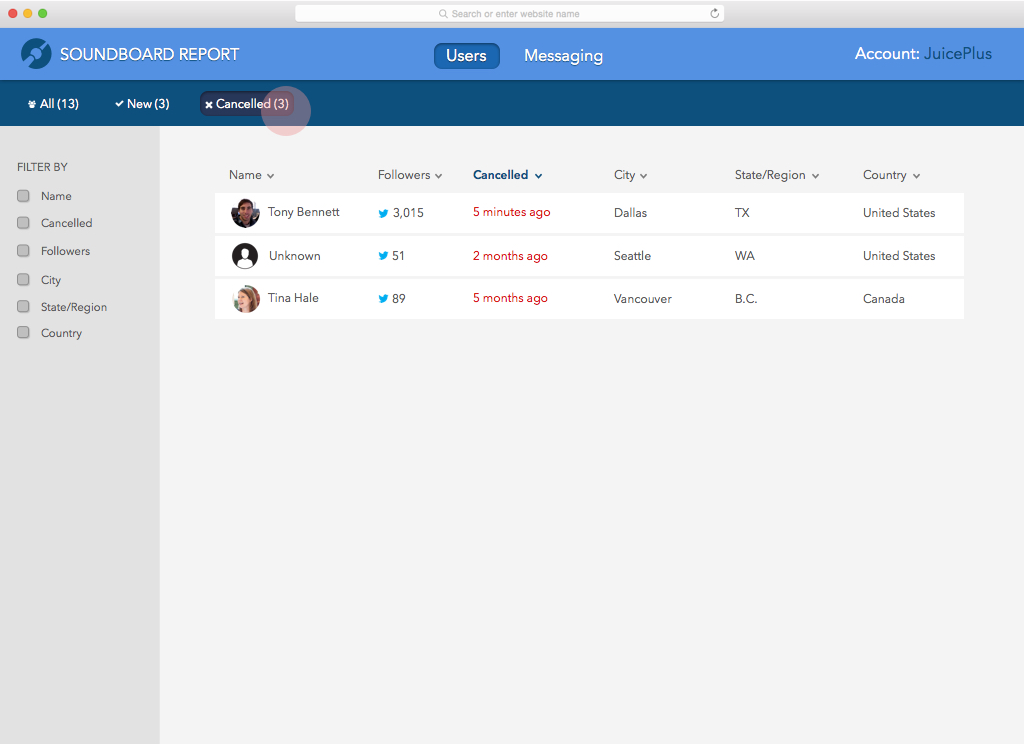 Search or enter website name
SOUNDBOARD REPORT
Users
Messaging
Account: JuicePlus
All (13)
New (3)
Cancelled (3)
FILTER BY
Name
Cancelled
Followers
City
State/Region
Country
Name Followers Cancelled City State/Region Country
Tony Bennett 3,015 5 minutes ago Dallas TX United States
Unknown 51 2 months ago Seattle WA United States
Tina Hale 89 5 months ago Vancouver B.C. Canada